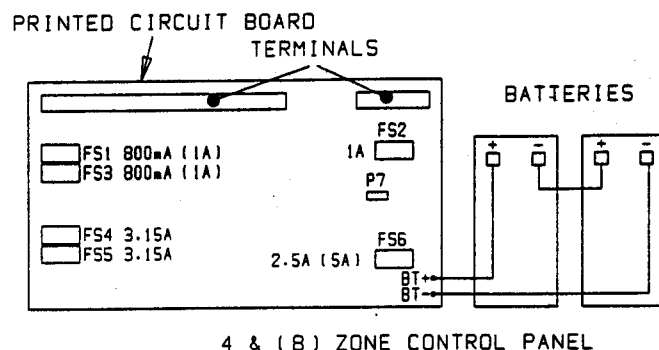 PRINTED CIRCUIT BOARD
TERMINALS
BATTERIES
FS1 800mA (1A)
FS3 800mA (1A)
FS2
1A
P7
FS4 3.15A
FS5 3.15A
FS6
2.5A (5A)
BT+
BT-
+ -
+ -
4 & (8) ZONE CONTROL PANEL